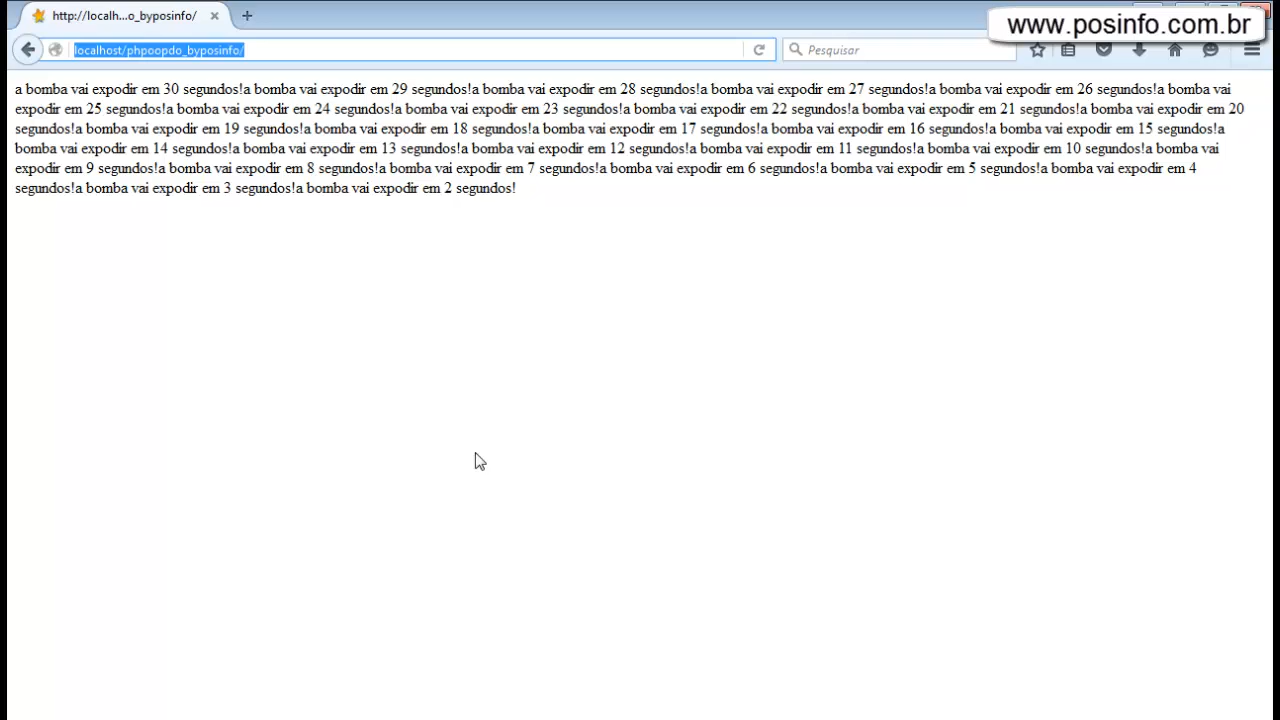 http://localh...o_byposinfo/
www.posinfo.com.br
localhost/phpoopdo_byposinfo/
Pesquisar
a bomba vai expodir em 30 segundos!a bomba vai expodir em 29 segundos!a bomba vai expodir em 28 segundos!a bomba vai expodir em 27 segundos!a bomba vai expodir em 26 segundos!a bomba vai
expodir em 25 segundos!a bomba vai expodir em 24 segundos!a bomba vai expodir em 23 segundos!a bomba vai expodir em 22 segundos!a bomba vai expodir em 21 segundos!a bomba vai expodir em 20
segundos!a bomba vai expodir em 19 segundos!a bomba vai expodir em 18 segundos!a bomba vai expodir em 17 segundos!a bomba vai expodir em 16 segundos!a bomba vai expodir em 15 segundos!a
bomba vai expodir em 14 segundos!a bomba vai expodir em 13 segundos!a bomba vai expodir em 12 segundos!a bomba vai expodir em 11 segundos!a bomba vai expodir em 10 segundos!a bomba vai
expodir em 9 segundos!a bomba vai expodir em 8 segundos!a bomba vai expodir em 7 segundos!a bomba vai expodir em 6 segundos!a bomba vai expodir em 5 segundos!a bomba vai expodir em 4
segundos!a bomba vai expodir em 3 segundos!a bomba vai expodir em 2 segundos!